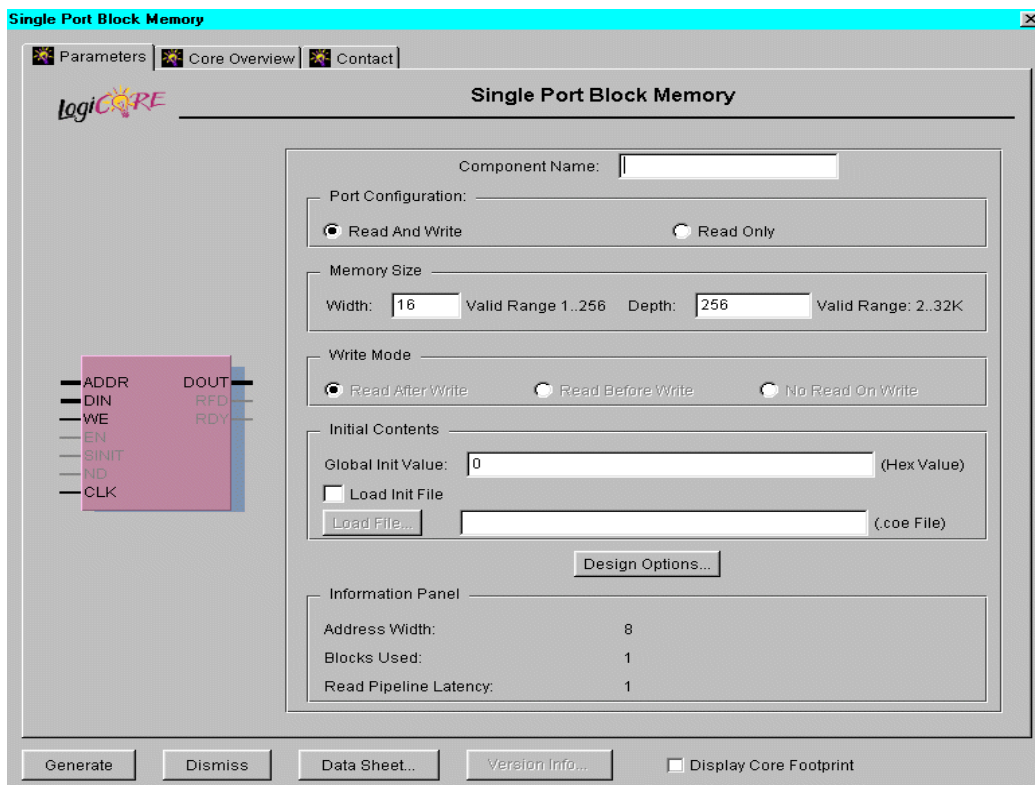 Single Port Block Memory
Parameters Core Overview Contact
LogiCORE
Single Port Block Memory
Component Name:
Port Configuration:
Read And Write Read Only
Memory Size
Width: 16 Valid Range 1..256 Depth: 256 Valid Range: 2..32K
Write Mode
Read After Write Read Before Write No Read On Write
ADDR DOUT
DIN RFD
WE RDY
EN
SINIT
ND
CLK
Initial Contents
Global Init Value: 0 (Hex Value)
Load Init File
Load File... (.coe File)
Design Options...
Information Panel
Address Width: 8
Blocks Used: 1
Read Pipeline Latency: 1
Generate Dismiss Data Sheet... Version Info... Display Core Footprint